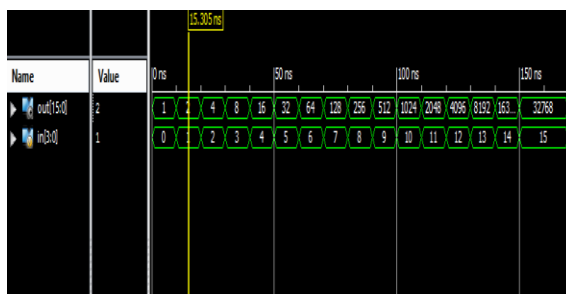 15.305 ns
Name Value 0 ns 50 ns 100 ns 150 ns
out[15:0] 2 1 2 4 8 16 32 64 128 256 512 1024 2048 4096 8192 163... 32768
in[3:0] 1 0 1 2 3 4 5 6 7 8 9 10 11 12 13 14 15